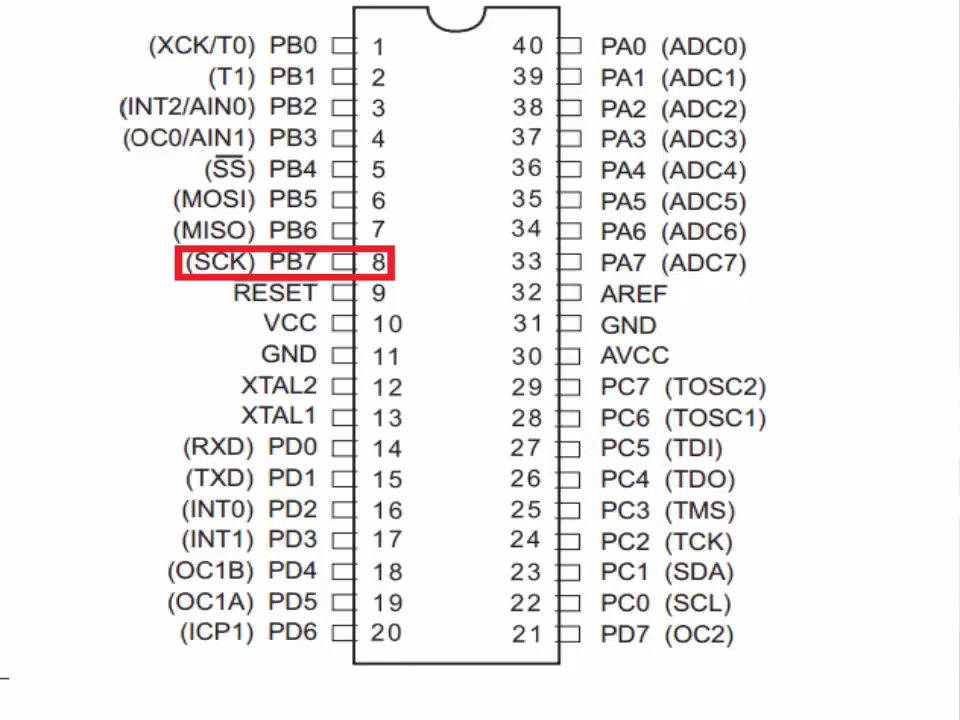 (XCK/T0) PB0 1 40 PA0 (ADC0)
(T1) PB1 2 39 PA1 (ADC1)
(INT2/AIN0) PB2 3 38 PA2 (ADC2)
(OC0/AIN1) PB3 4 37 PA3 (ADC3)
(SS) PB4 5 36 PA4 (ADC4)
(MOSI) PB5 6 35 PA5 (ADC5)
(MISO) PB6 7 34 PA6 (ADC6)
(SCK) PB7 8 33 PA7 (ADC7)
RESET 9 32 AREF
VCC 10 31 GND
GND 11 30 AVCC
XTAL2 12 29 PC7 (TOSC2)
XTAL1 13 28 PC6 (TOSC1)
(RXD) PD0 14 27 PC5 (TDI)
(TXD) PD1 15 26 PC4 (TDO)
(INT0) PD2 16 25 PC3 (TMS)
(INT1) PD3 17 24 PC2 (TCK)
(OC1B) PD4 18 23 PC1 (SDA)
(OC1A) PD5 19 22 PC0 (SCL)
(ICP1) PD6 20 21 PD7 (OC2)